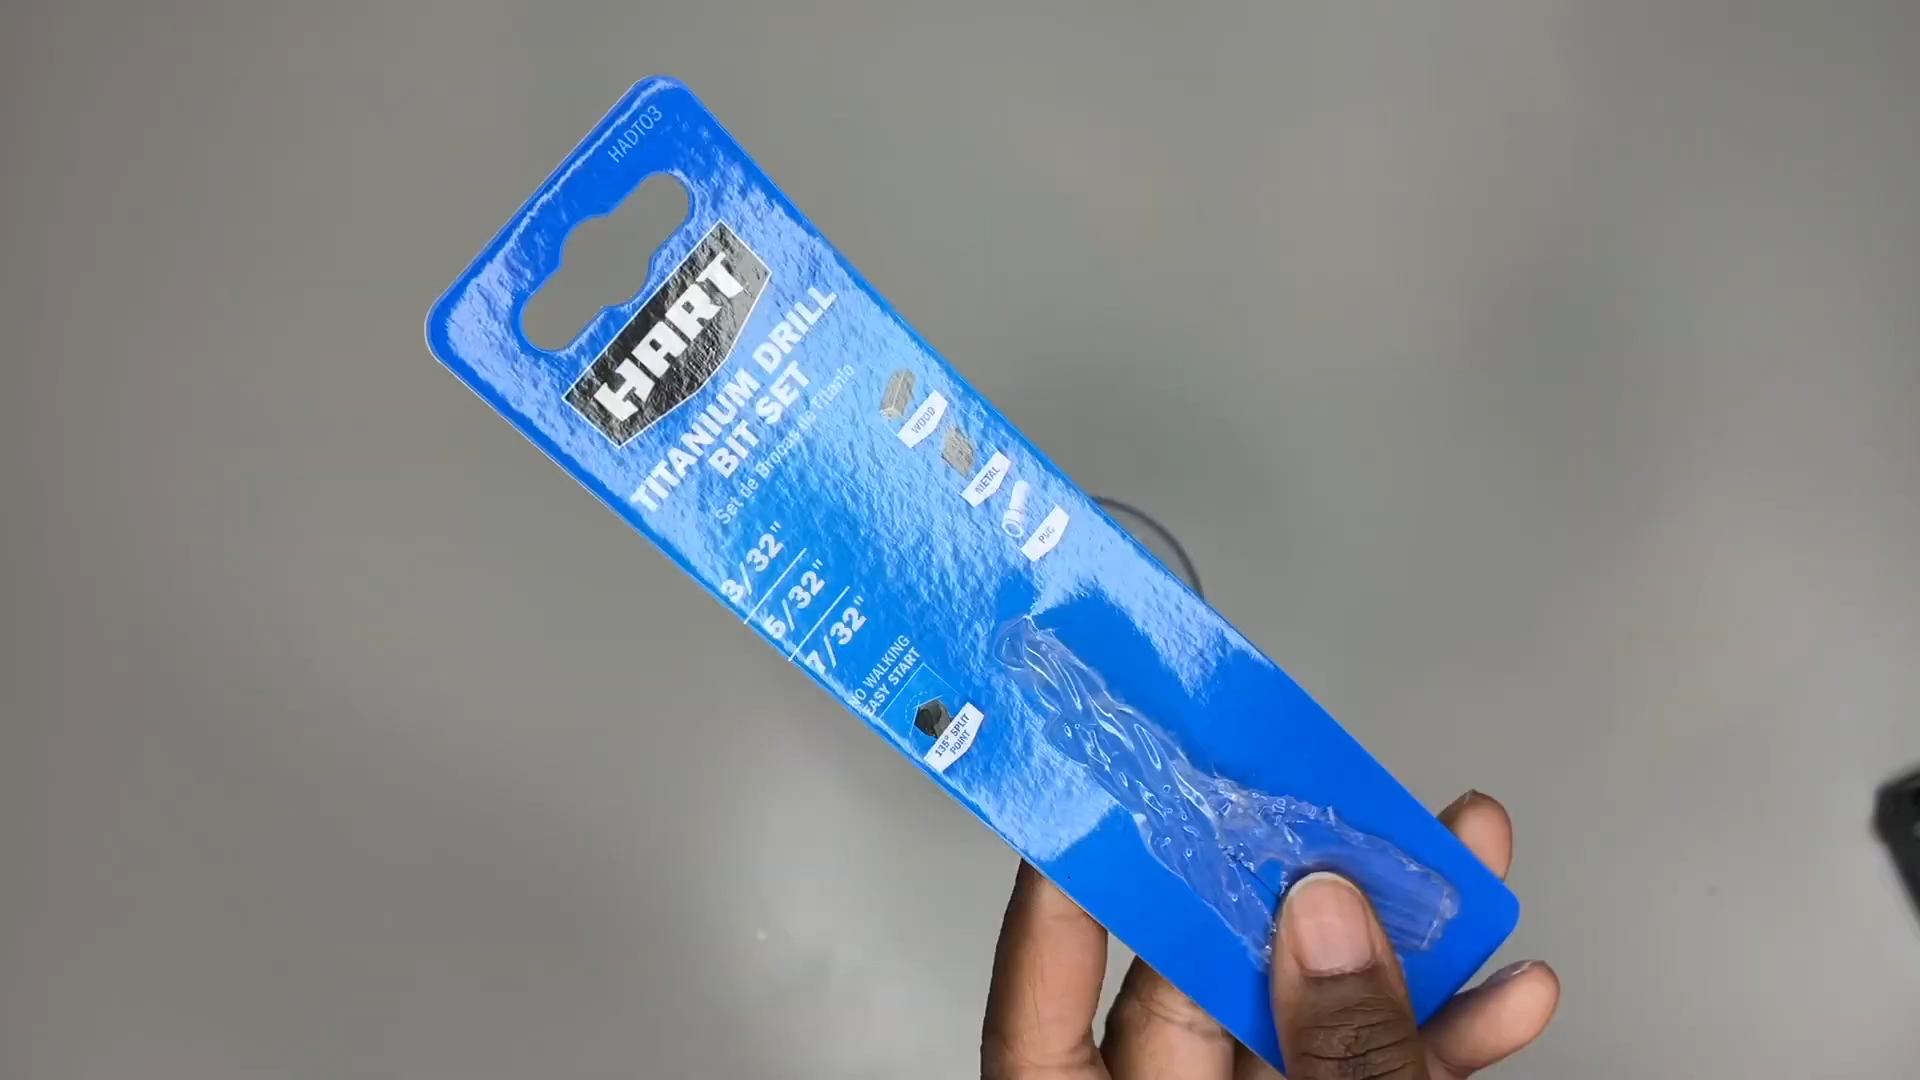 HADT03
HART
TITANIUM DRILL
BIT SET
Set de Brocas de Titanio
WOOD
METAL
PVC
3/32"
5/32"
7/32"
NO WALKING
EASY START
135° SPLIT
POINT